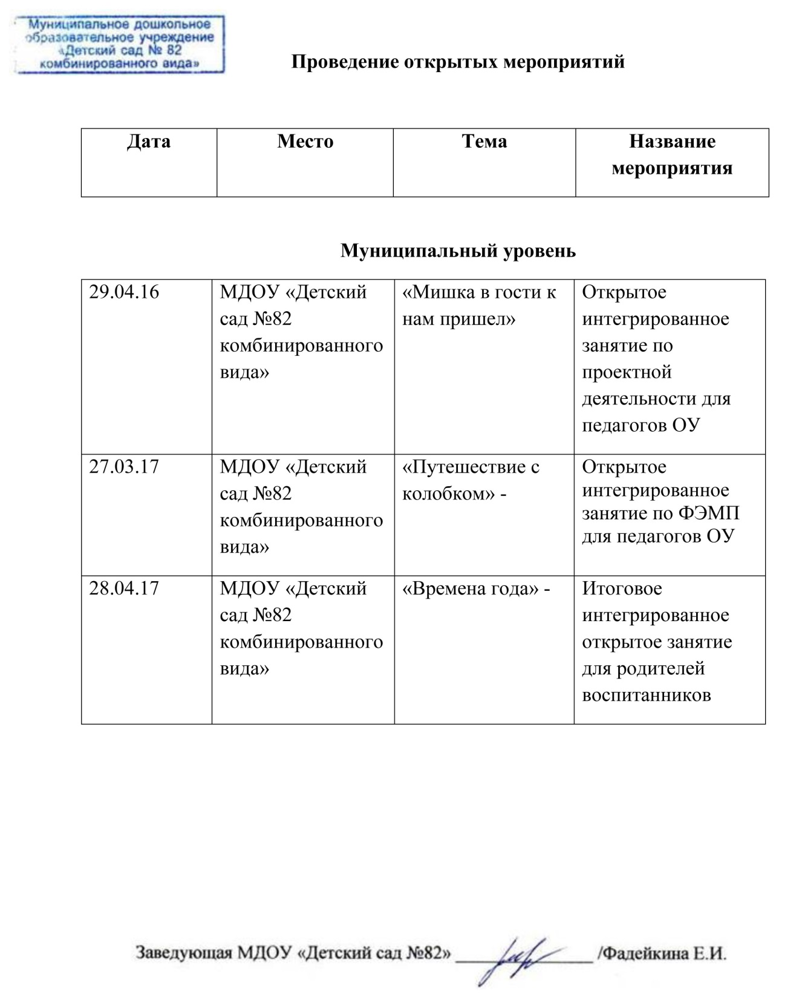 Муниципальное дошкольное
образовательное учреждение
«Детский сад № 82
комбинированного вида»
Проведение открытых мероприятий
Дата
Место
Тема
Название
мероприятия
Муниципальный уровень
29.04.16
МДОУ «Детский
сад №82
комбинированного
вида»
«Мишка в гости к
нам пришел»
Открытое
интегрированное
занятие по
проектной
деятельности для
педагогов ОУ
27.03.17
МДОУ «Детский
сад №82
комбинированного
вида»
«Путешествие с
колобком» -
Открытое
интегрированное
занятие по ФЭМП
для педагогов ОУ
28.04.17
МДОУ «Детский
сад №82
комбинированного
вида»
«Времена года» -
Итоговое
интегрированное
открытое занятие
для родителей
воспитанников
Заведующая МДОУ «Детский сад №82» ______________ /Фадейкина Е.И.